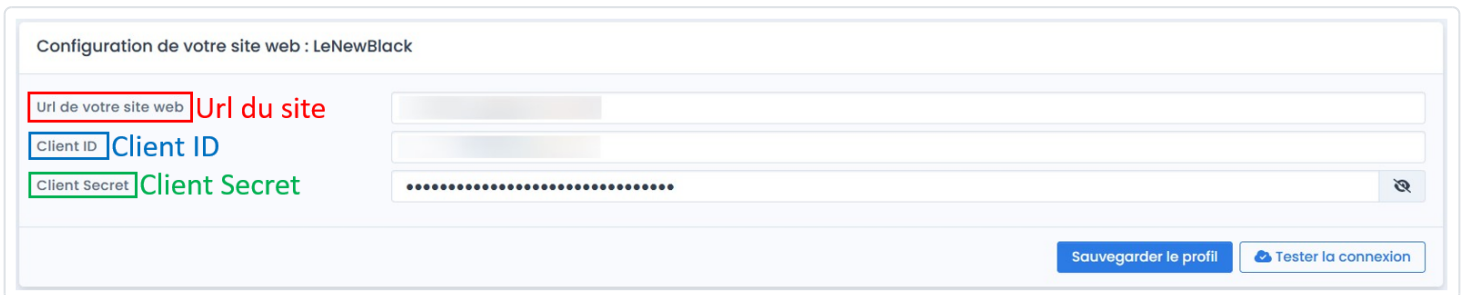 Configuration de votre site web : LeNewBlack
Url de votre site web Url du site
Client ID Client ID
Client Secret Client Secret ••••••••••••••••••••••••••••••••
Sauvegarder le profil Tester la connexion